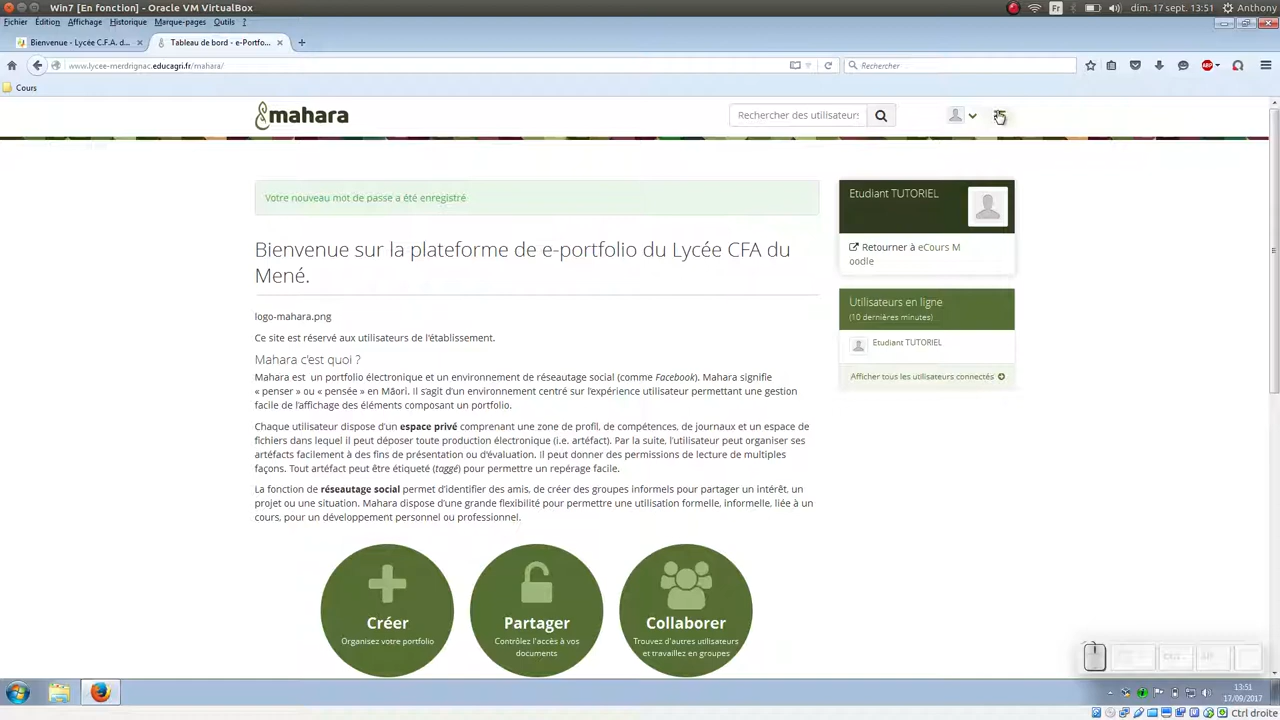 Win7 [En fonction] - Oracle VM VirtualBox
Fr
dim. 17 sept. 13:51
Anthony
Fichier Édition Affichage Historique Marque-pages Outils ?
Bienvenue - Lycée C.F.A. d...
Tableau de bord - e-Portfo...
www.lycee-merdrignac.educagri.fr/mahara/
Rechercher
ABP
Cours
mahara
Rechercher des utilisateurs
Votre nouveau mot de passe a été enregistré
Bienvenue sur la plateforme de e-portfolio du Lycée CFA du
Mené.
logo-mahara.png
Ce site est réservé aux utilisateurs de l'établissement.
Mahara c'est quoi ?
Mahara est un portfolio électronique et un environnement de réseautage social (comme Facebook). Mahara signifie
« penser » ou « pensée » en Māori. Il s'agit d'un environnement centré sur l'expérience utilisateur permettant une gestion
facile de l'affichage des éléments composant un portfolio.
Chaque utilisateur dispose d'un espace privé comprenant une zone de profil, de compétences, de journaux et un espace de
fichiers dans lequel il peut déposer toute production électronique (i.e. artéfact). Par la suite, l'utilisateur peut organiser ses
artéfacts facilement à des fins de présentation ou d'évaluation. Il peut donner des permissions de lecture de multiples
façons. Tout artéfact peut être étiqueté (taggé) pour permettre un repérage facile.
La fonction de réseautage social permet d'identifier des amis, de créer des groupes informels pour partager un intérêt, un
projet ou une situation. Mahara dispose d'une grande flexibilité pour permettre une utilisation formelle, informelle, liée à un
cours, pour un développement personnel ou professionnel.
Créer
Organisez votre portfolio
Partager
Contrôlez l'accès à vos
documents
Collaborer
Trouvez d'autres utilisateurs
et travaillez en groupes
Etudiant TUTORIEL
Retourner à eCours M
oodle
Utilisateurs en ligne
(10 dernières minutes)
Etudiant TUTORIEL
Afficher tous les utilisateurs connectés
13:51
17/09/2017
Ctrl droite